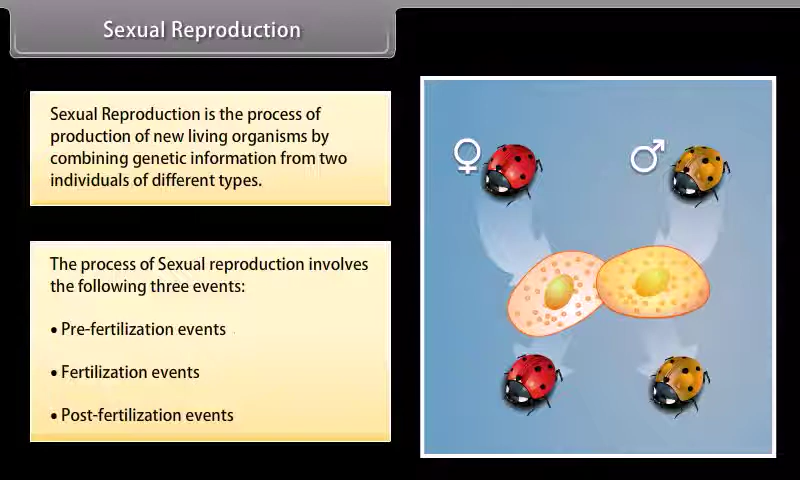 Sexual Reproduction
Sexual Reproduction is the process of
production of new living organisms by
combining genetic information from two
individuals of different types.
The process of Sexual reproduction involves
the following three events:
• Pre-fertilization events
• Fertilization events
• Post-fertilization events
♀
♂